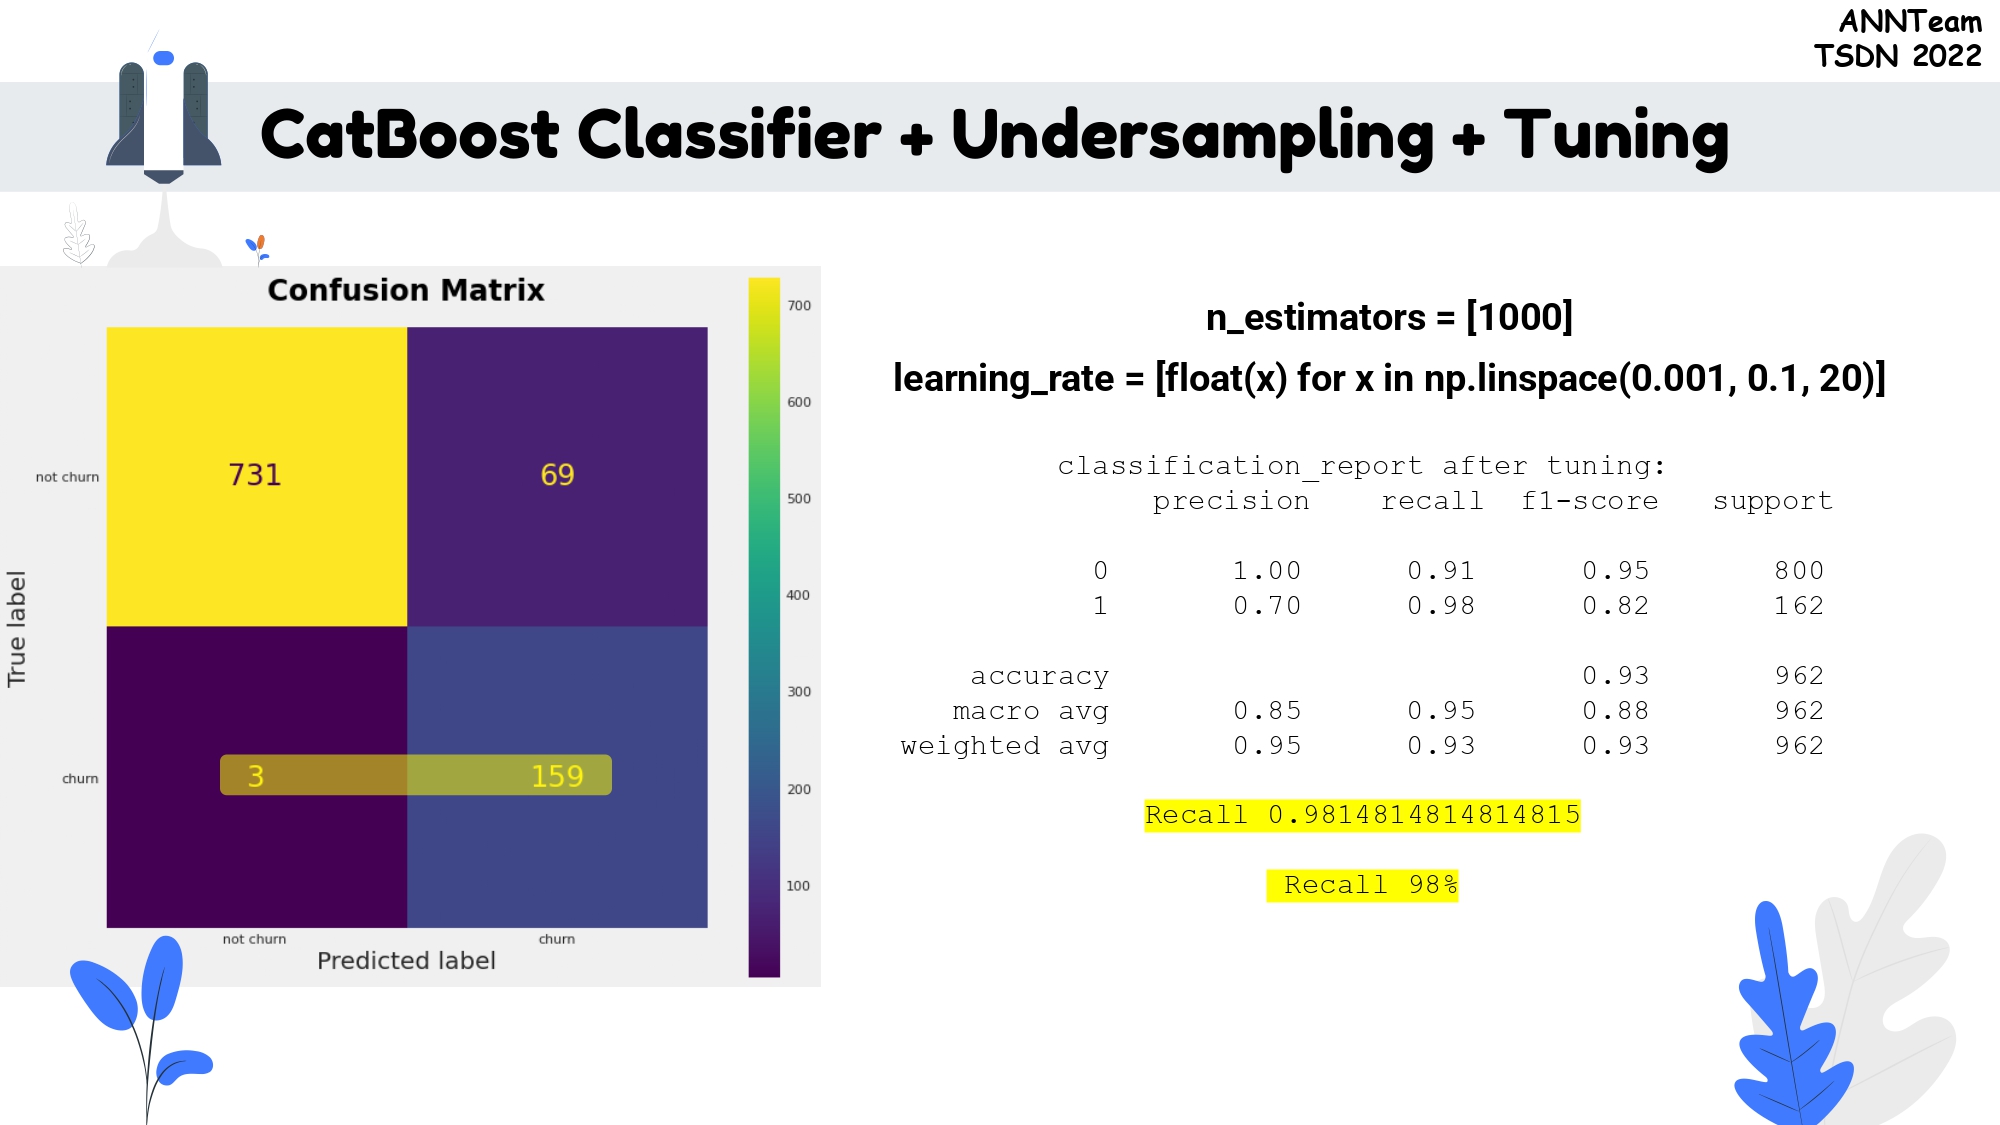 ANNTeam
TSDN 2022
CatBoost Classifier + Undersampling + Tuning
Confusion Matrix
True label
not churn
churn
731 69
3 159
not churn churn
Predicted label
700
600
500
400
300
200
100
n_estimators = [1000]
learning_rate = [float(x) for x in np.linspace(0.001, 0.1, 20)]
classification_report after tuning:
precision recall f1-score support
0 1.00 0.91 0.95 800
1 0.70 0.98 0.82 162
accuracy 0.93 962
macro avg 0.85 0.95 0.88 962
weighted avg 0.95 0.93 0.93 962
Recall 0.9814814814814815
Recall 98%